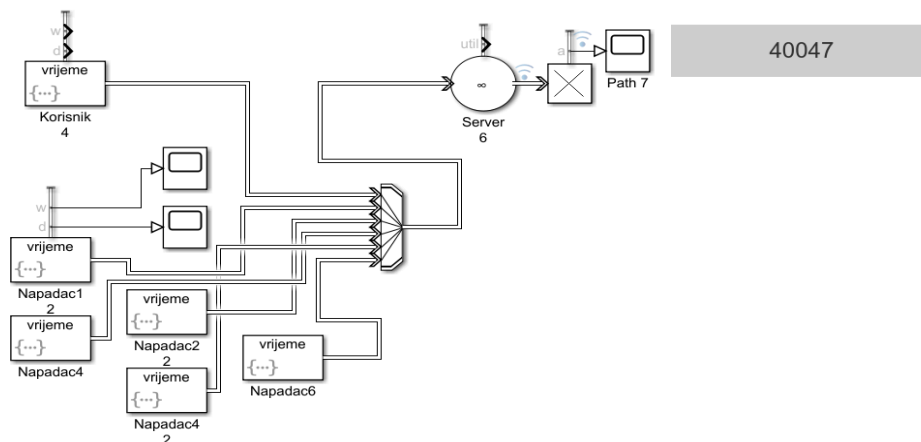 w
d
vrijeme
{...}
Korisnik
4
w
d
vrijeme
{...}
Napadac1
2
vrijeme
{...}
Napadac4
vrijeme
{...}
Napadac2
2
vrijeme
{...}
Napadac4
2
vrijeme
{...}
Napadac6
util
∞
Server
6
a
Path 7
40047